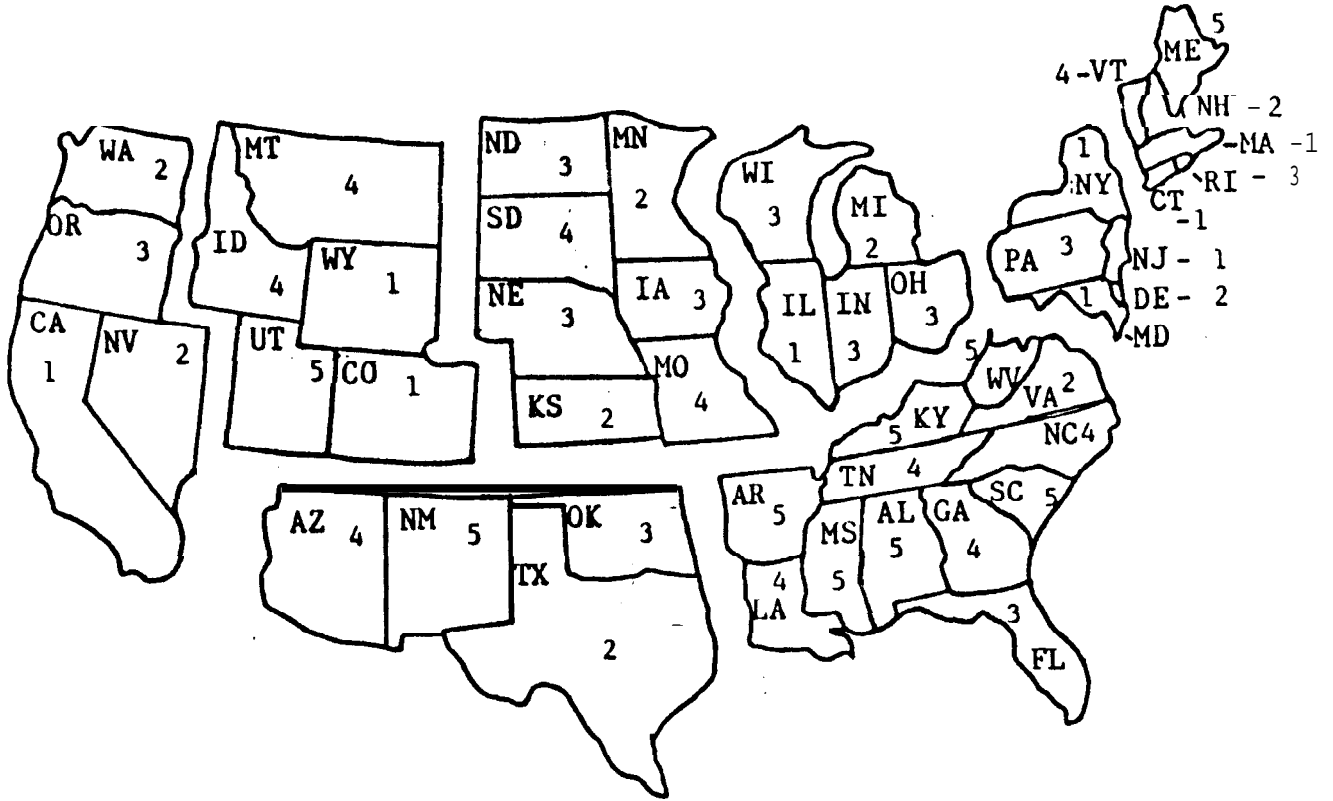 ME 5
4-VT
NH - 2
MA -1
RI - 3
CT -1
NY 1
PA 3
NJ - 1
DE - 2
1
MD
WA 2
OR 3
CA 1
NV 2
MT 4
ID 4
WY 1
UT 5
CO 1
ND 3
SD 4
NE 3
KS 2
MN 2
IA 3
MO 4
WI 3
MI 2
IL 1
IN 3
OH 3
5 WV
VA 2
5 KY
NC4
TN 4
AR 5
MS 5
AL 5
GA 4
SC 5
LA 4
FL 3
AZ 4
NM 5
OK 3
TX 2